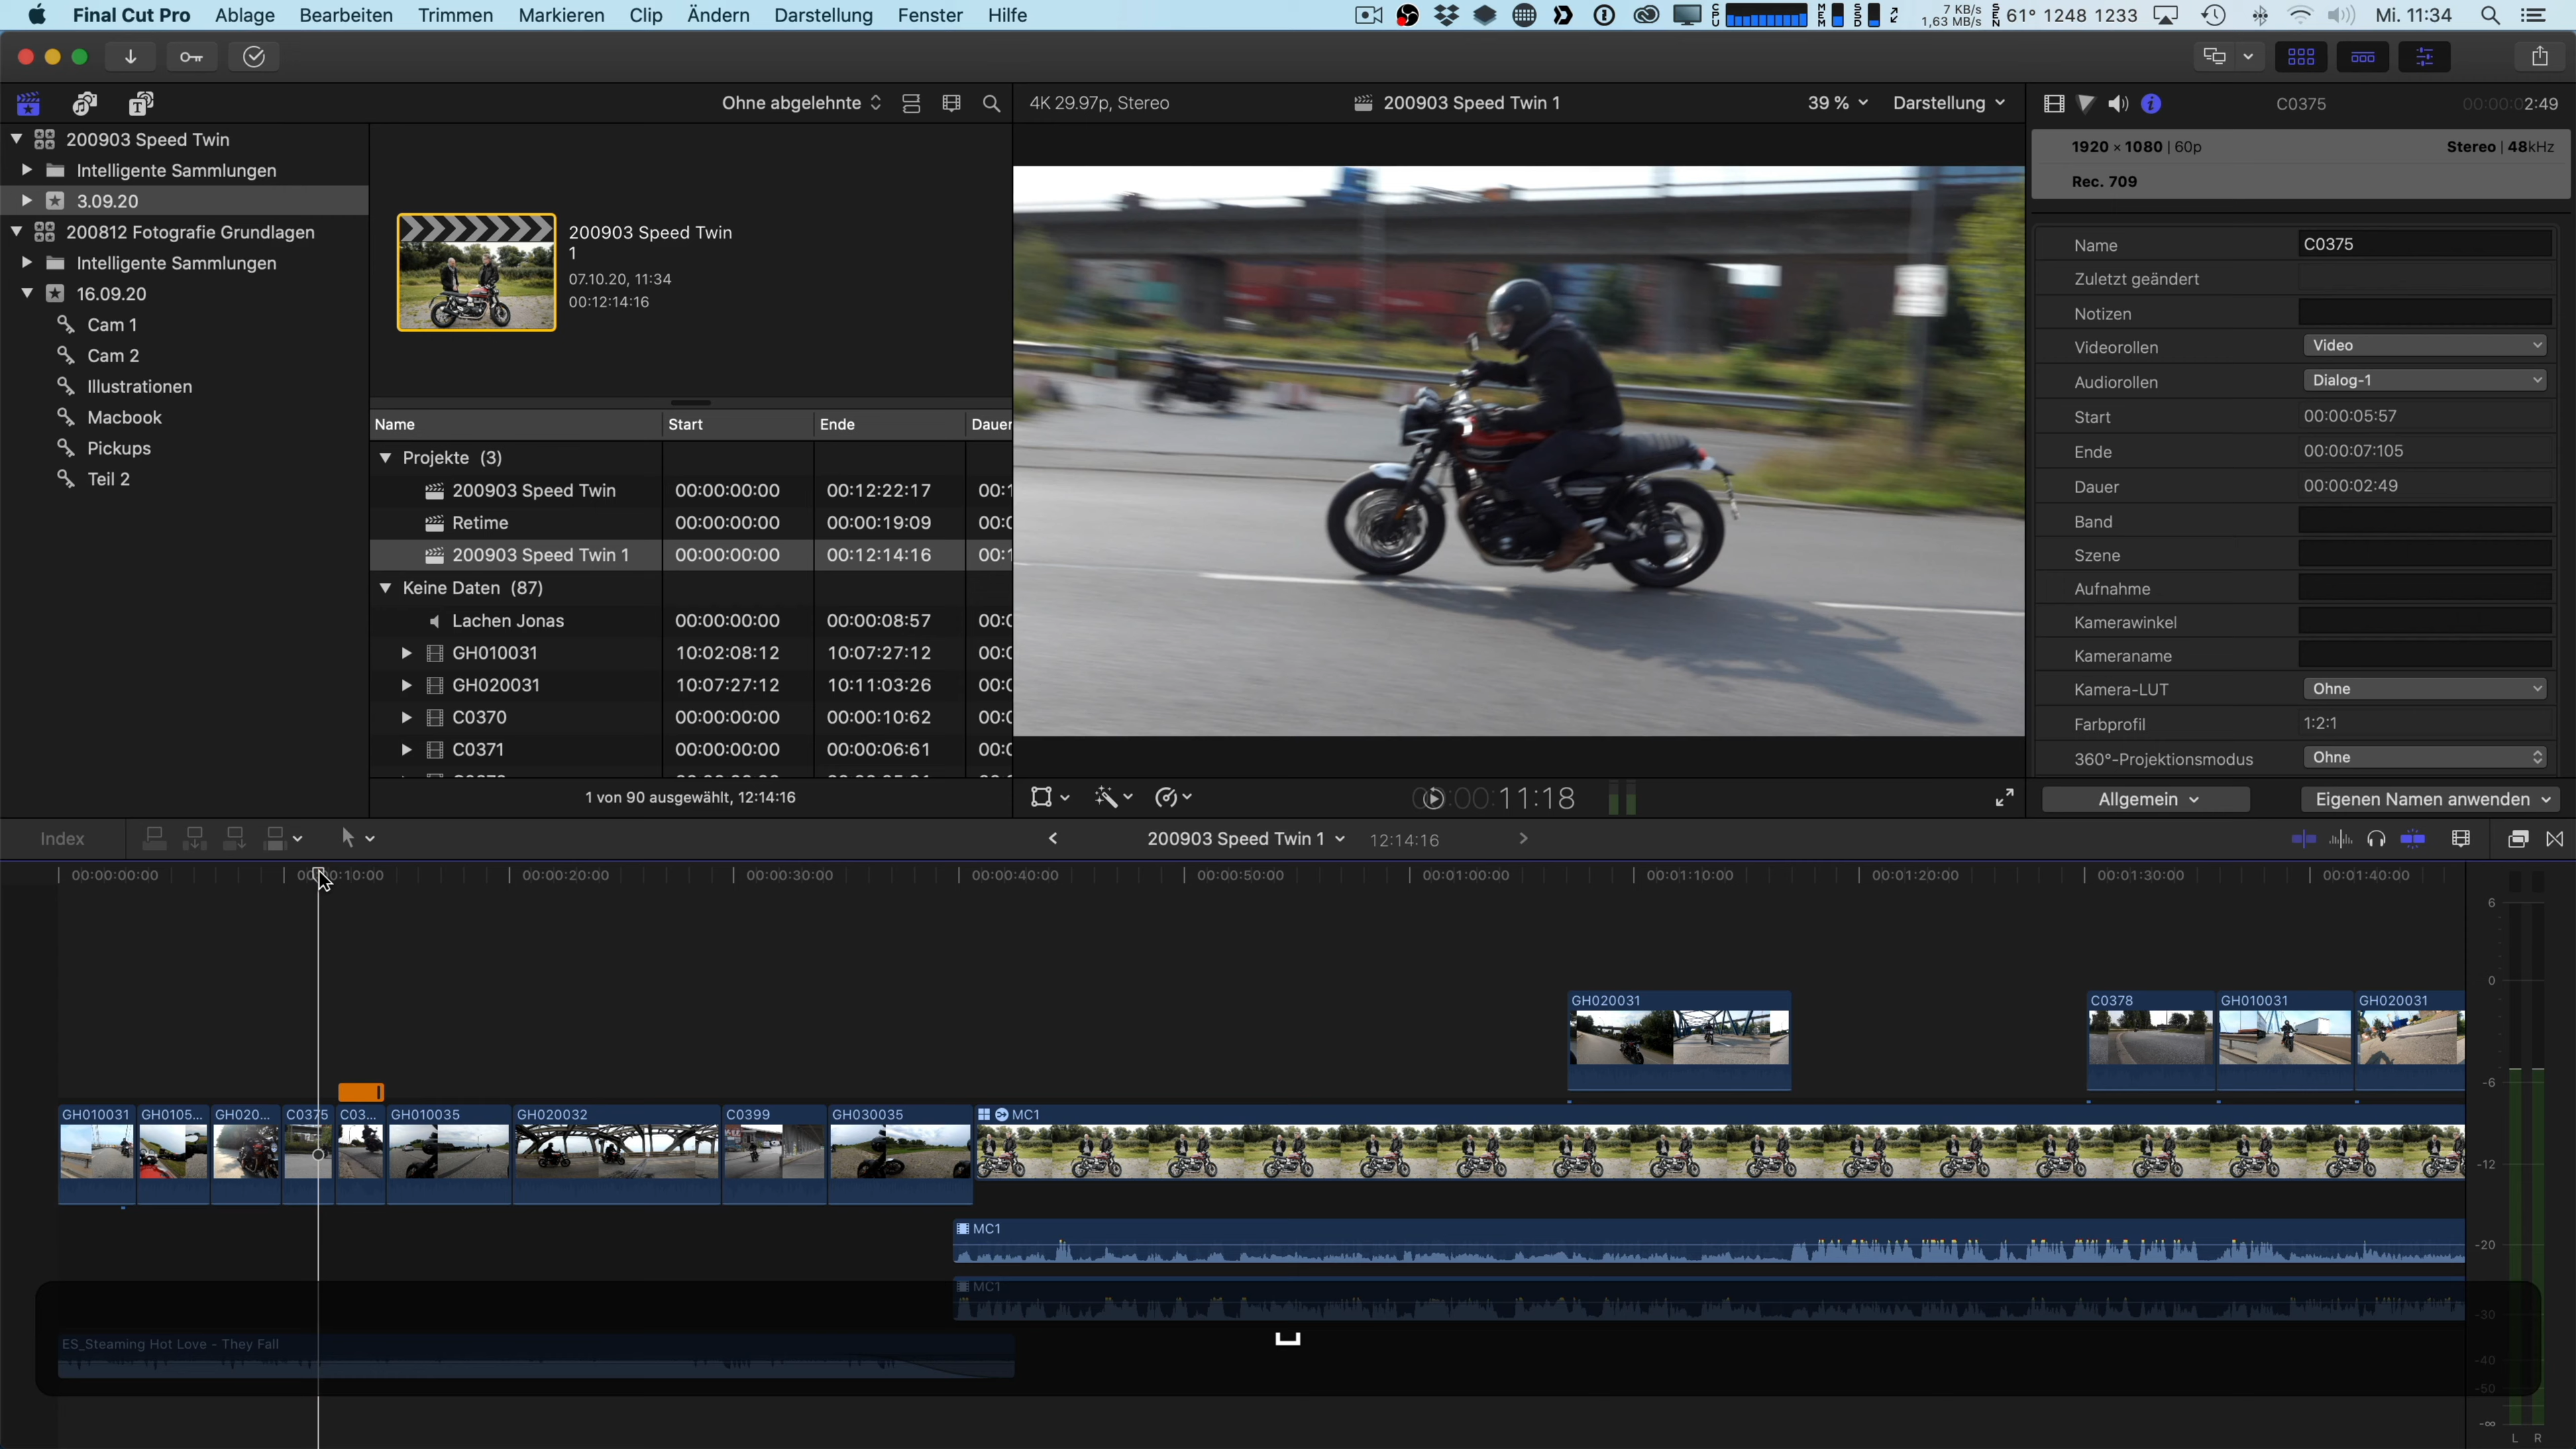 Final Cut Pro Ablage Bearbeiten Trimmen Markieren Clip Ändern Darstellung Fenster Hilfe
7 KB/s
1,63 MB/s
61° 1248 1233
Mi. 11:34
Ohne abgelehnte
4K 29.97p, Stereo
200903 Speed Twin 1
39 %
Darstellung
C0375
00:00:02:49
200903 Speed Twin
Intelligente Sammlungen
3.09.20
200812 Fotografie Grundlagen
Intelligente Sammlungen
16.09.20
Cam 1
Cam 2
Illustrationen
Macbook
Pickups
Teil 2
200903 Speed Twin
1
07.10.20, 11:34
00:12:14:16
Name Start Ende Dauer
Projekte (3)
200903 Speed Twin 00:00:00:00 00:12:22:17 00:1
Retime 00:00:00:00 00:00:19:09 00:0
200903 Speed Twin 1 00:00:00:00 00:12:14:16 00:1
Keine Daten (87)
Lachen Jonas 00:00:00:00 00:00:08:57 00:0
GH010031 10:02:08:12 10:07:27:12 00:0
GH020031 10:07:27:12 10:11:03:26 00:0
C0370 00:00:00:00 00:00:10:62 00:0
C0371 00:00:00:00 00:00:06:61 00:0
1 von 90 ausgewählt, 12:14:16
1920 × 1080 | 60p
Stereo | 48kHz
Rec. 709
Name C0375
Zuletzt geändert
Notizen
Videorollen Video
Audiorollen Dialog-1
Start 00:00:05:57
Ende 00:00:07:105
Dauer 00:00:02:49
Band
Szene
Aufnahme
Kamerawinkel
Kameraname
Kamera-LUT Ohne
Farbprofil 1:2:1
360°-Projektionsmodus Ohne
Allgemein
Eigenen Namen anwenden
:00:11:18
Index
200903 Speed Twin 1
12:14:16
00:00:00:00 00:00:10:00 00:00:20:00 00:00:30:00 00:00:40:00 00:00:50:00 00:01:00:00 00:01:10:00 00:01:20:00 00:01:30:00 00:01:40:00
GH020031 C0378 GH010031 GH020031
GH010031 GH0105... GH020... C0375 C03... GH010035 GH020032 C0399 GH030035 MC1
MC1
MC1
ES_Steaming Hot Love - They Fall
6
0
-6
-12
-20
-30
-40
-50
-∞
L R